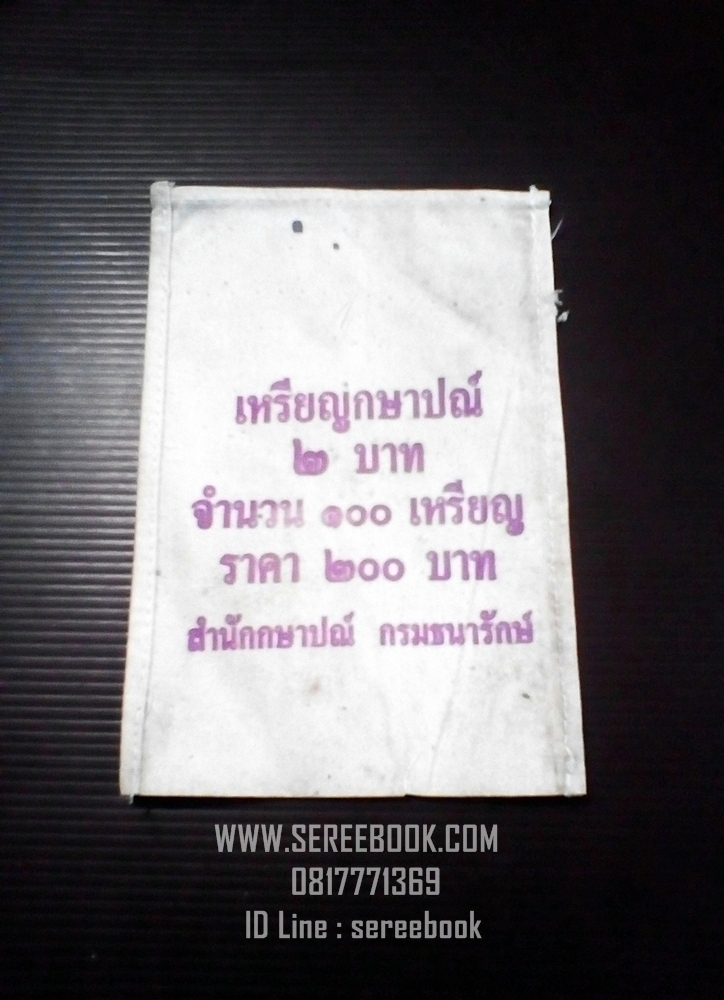 เหรียญกษาปณ์
๒ บาท
จำนวน ๑๐๐ เหรียญ
ราคา ๒๐๐ บาท
สำนักกษาปณ์ กรมธนารักษ์
WWW.SEREEBOOK.COM
0817771369
ID Line : sereebook